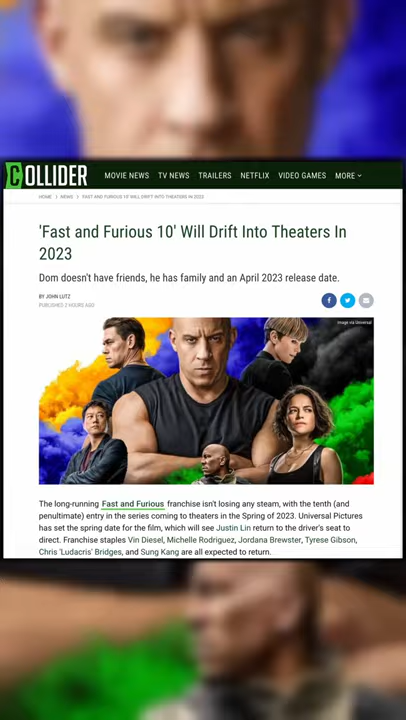 COLLIDER
MOVIE NEWS TV NEWS TRAILERS NETFLIX VIDEO GAMES MORE
HOME > NEWS > FAST AND FURIOUS 10' WILL DRIFT INTO THEATERS IN 2023
'Fast and Furious 10' Will Drift Into Theaters In
2023
Dom doesn't have friends, he has family and an April 2023 release date.
BY JOHN LUTZ
PUBLISHED 2 HOURS AGO
Image via Universal
The long-running Fast and Furious franchise isn't losing any steam, with the tenth (and
penultimate) entry in the series coming to theaters in the Spring of 2023. Universal Pictures
has set the spring date for the film, which will see Justin Lin return to the driver's seat to
direct. Franchise staples Vin Diesel, Michelle Rodriguez, Jordana Brewster, Tyrese Gibson,
Chris 'Ludacris' Bridges, and Sung Kang are all expected to return.